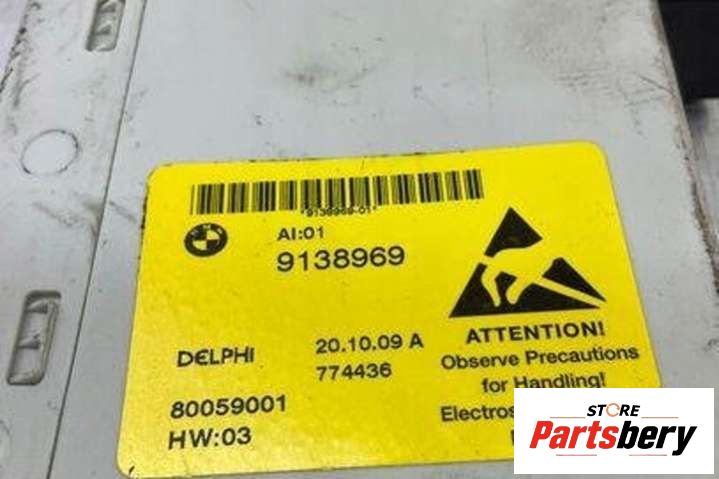 *9138969-01*
AI:01
9138969
DELPHI
20.10.09 A
774436
80059001
HW:03
ATTENTION!
Observe Precautions
for Handling!
STORE
Partsbery